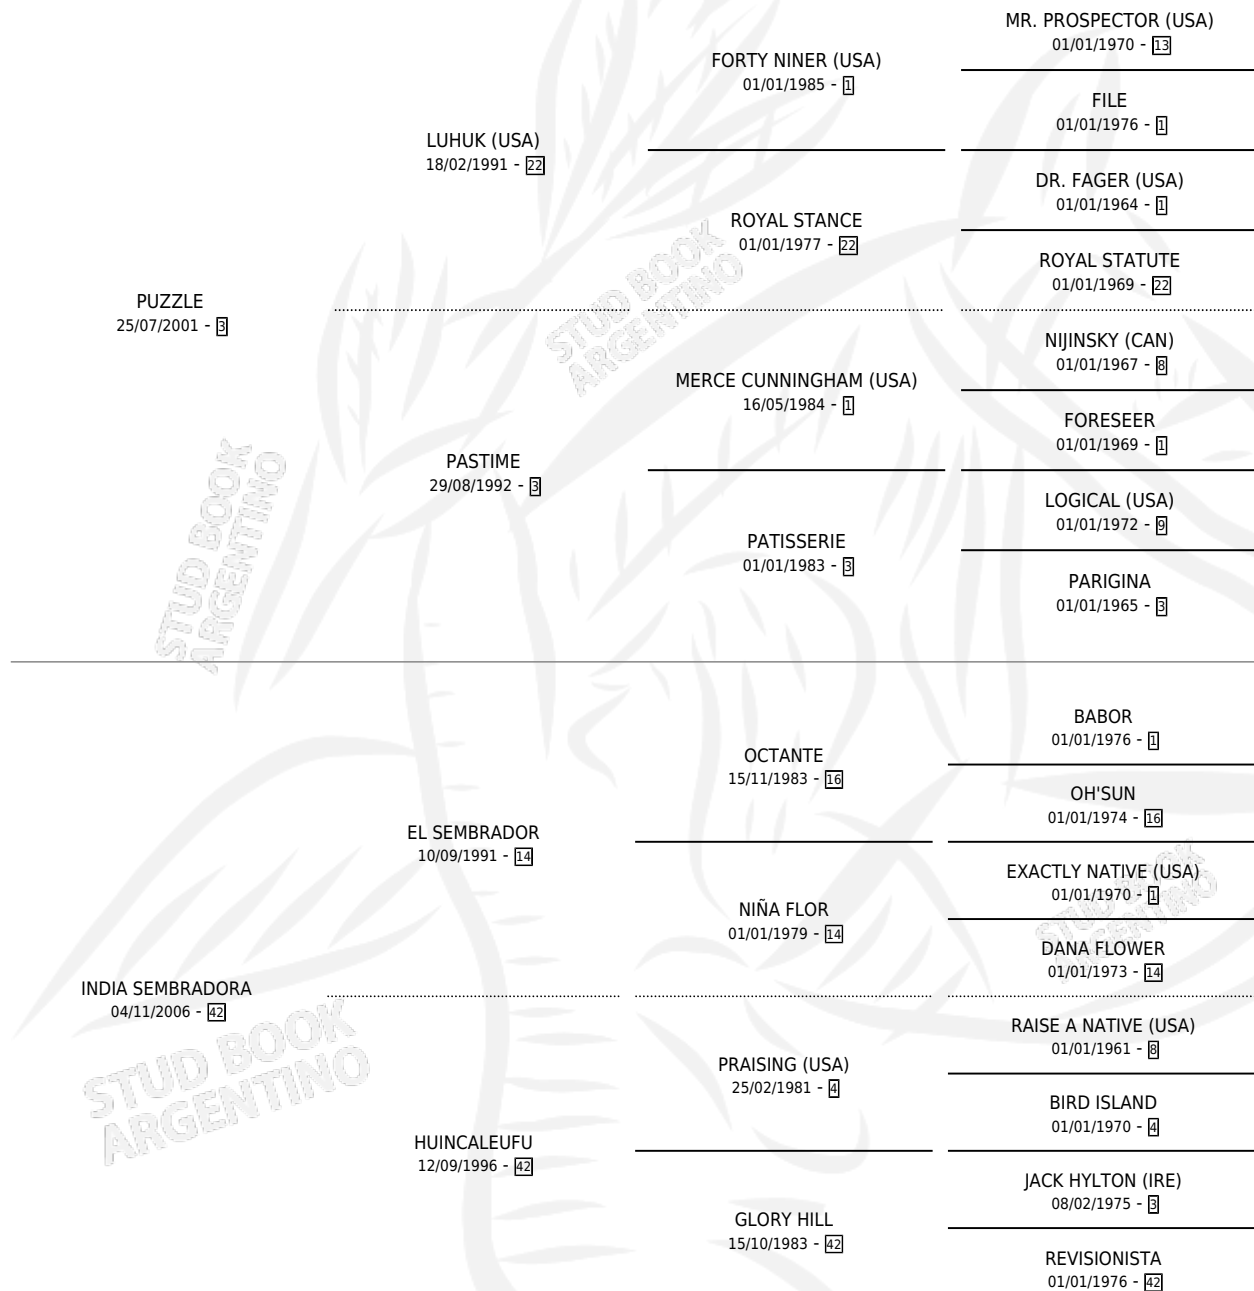 MR. PROSPECTOR (USA)
01/01/1970 - 13
FORTY NINER (USA)
01/01/1985 - 1
FILE
01/01/1976 - 1
LUHUK (USA)
18/02/1991 - 22
DR. FAGER (USA)
01/01/1964 - 1
ROYAL STANCE
01/01/1977 - 22
ROYAL STATUTE
01/01/1969 - 22
PUZZLE
25/07/2001 - 3
NIJINSKY (CAN)
01/01/1967 - 8
MERCE CUNNINGHAM (USA)
16/05/1984 - 1
FORESEER
01/01/1969 - 1
PASTIME
29/08/1992 - 3
LOGICAL (USA)
01/01/1972 - 9
PATISSERIE
01/01/1983 - 3
PARIGINA
01/01/1965 - 3
BABOR
01/01/1976 - 1
OCTANTE
15/11/1983 - 16
OH'SUN
01/01/1974 - 16
EL SEMBRADOR
10/09/1991 - 14
EXACTLY NATIVE (USA)
01/01/1970 - 1
NIÑA FLOR
01/01/1979 - 14
DANA FLOWER
01/01/1973 - 14
INDIA SEMBRADORA
04/11/2006 - 42
RAISE A NATIVE (USA)
01/01/1961 - 8
PRAISING (USA)
25/02/1981 - 4
BIRD ISLAND
01/01/1970 - 4
HUINCALEUFU
12/09/1996 - 42
JACK HYLTON (IRE)
08/02/1975 - 3
GLORY HILL
15/10/1983 - 42
REVISIONISTA
01/01/1976 - 42
STUD BOOK
ARGENTINO
STUD BOOK
ARGENTINO
STUD BOOK
ARGENTINO
STUD BOOK
ARGENTINO